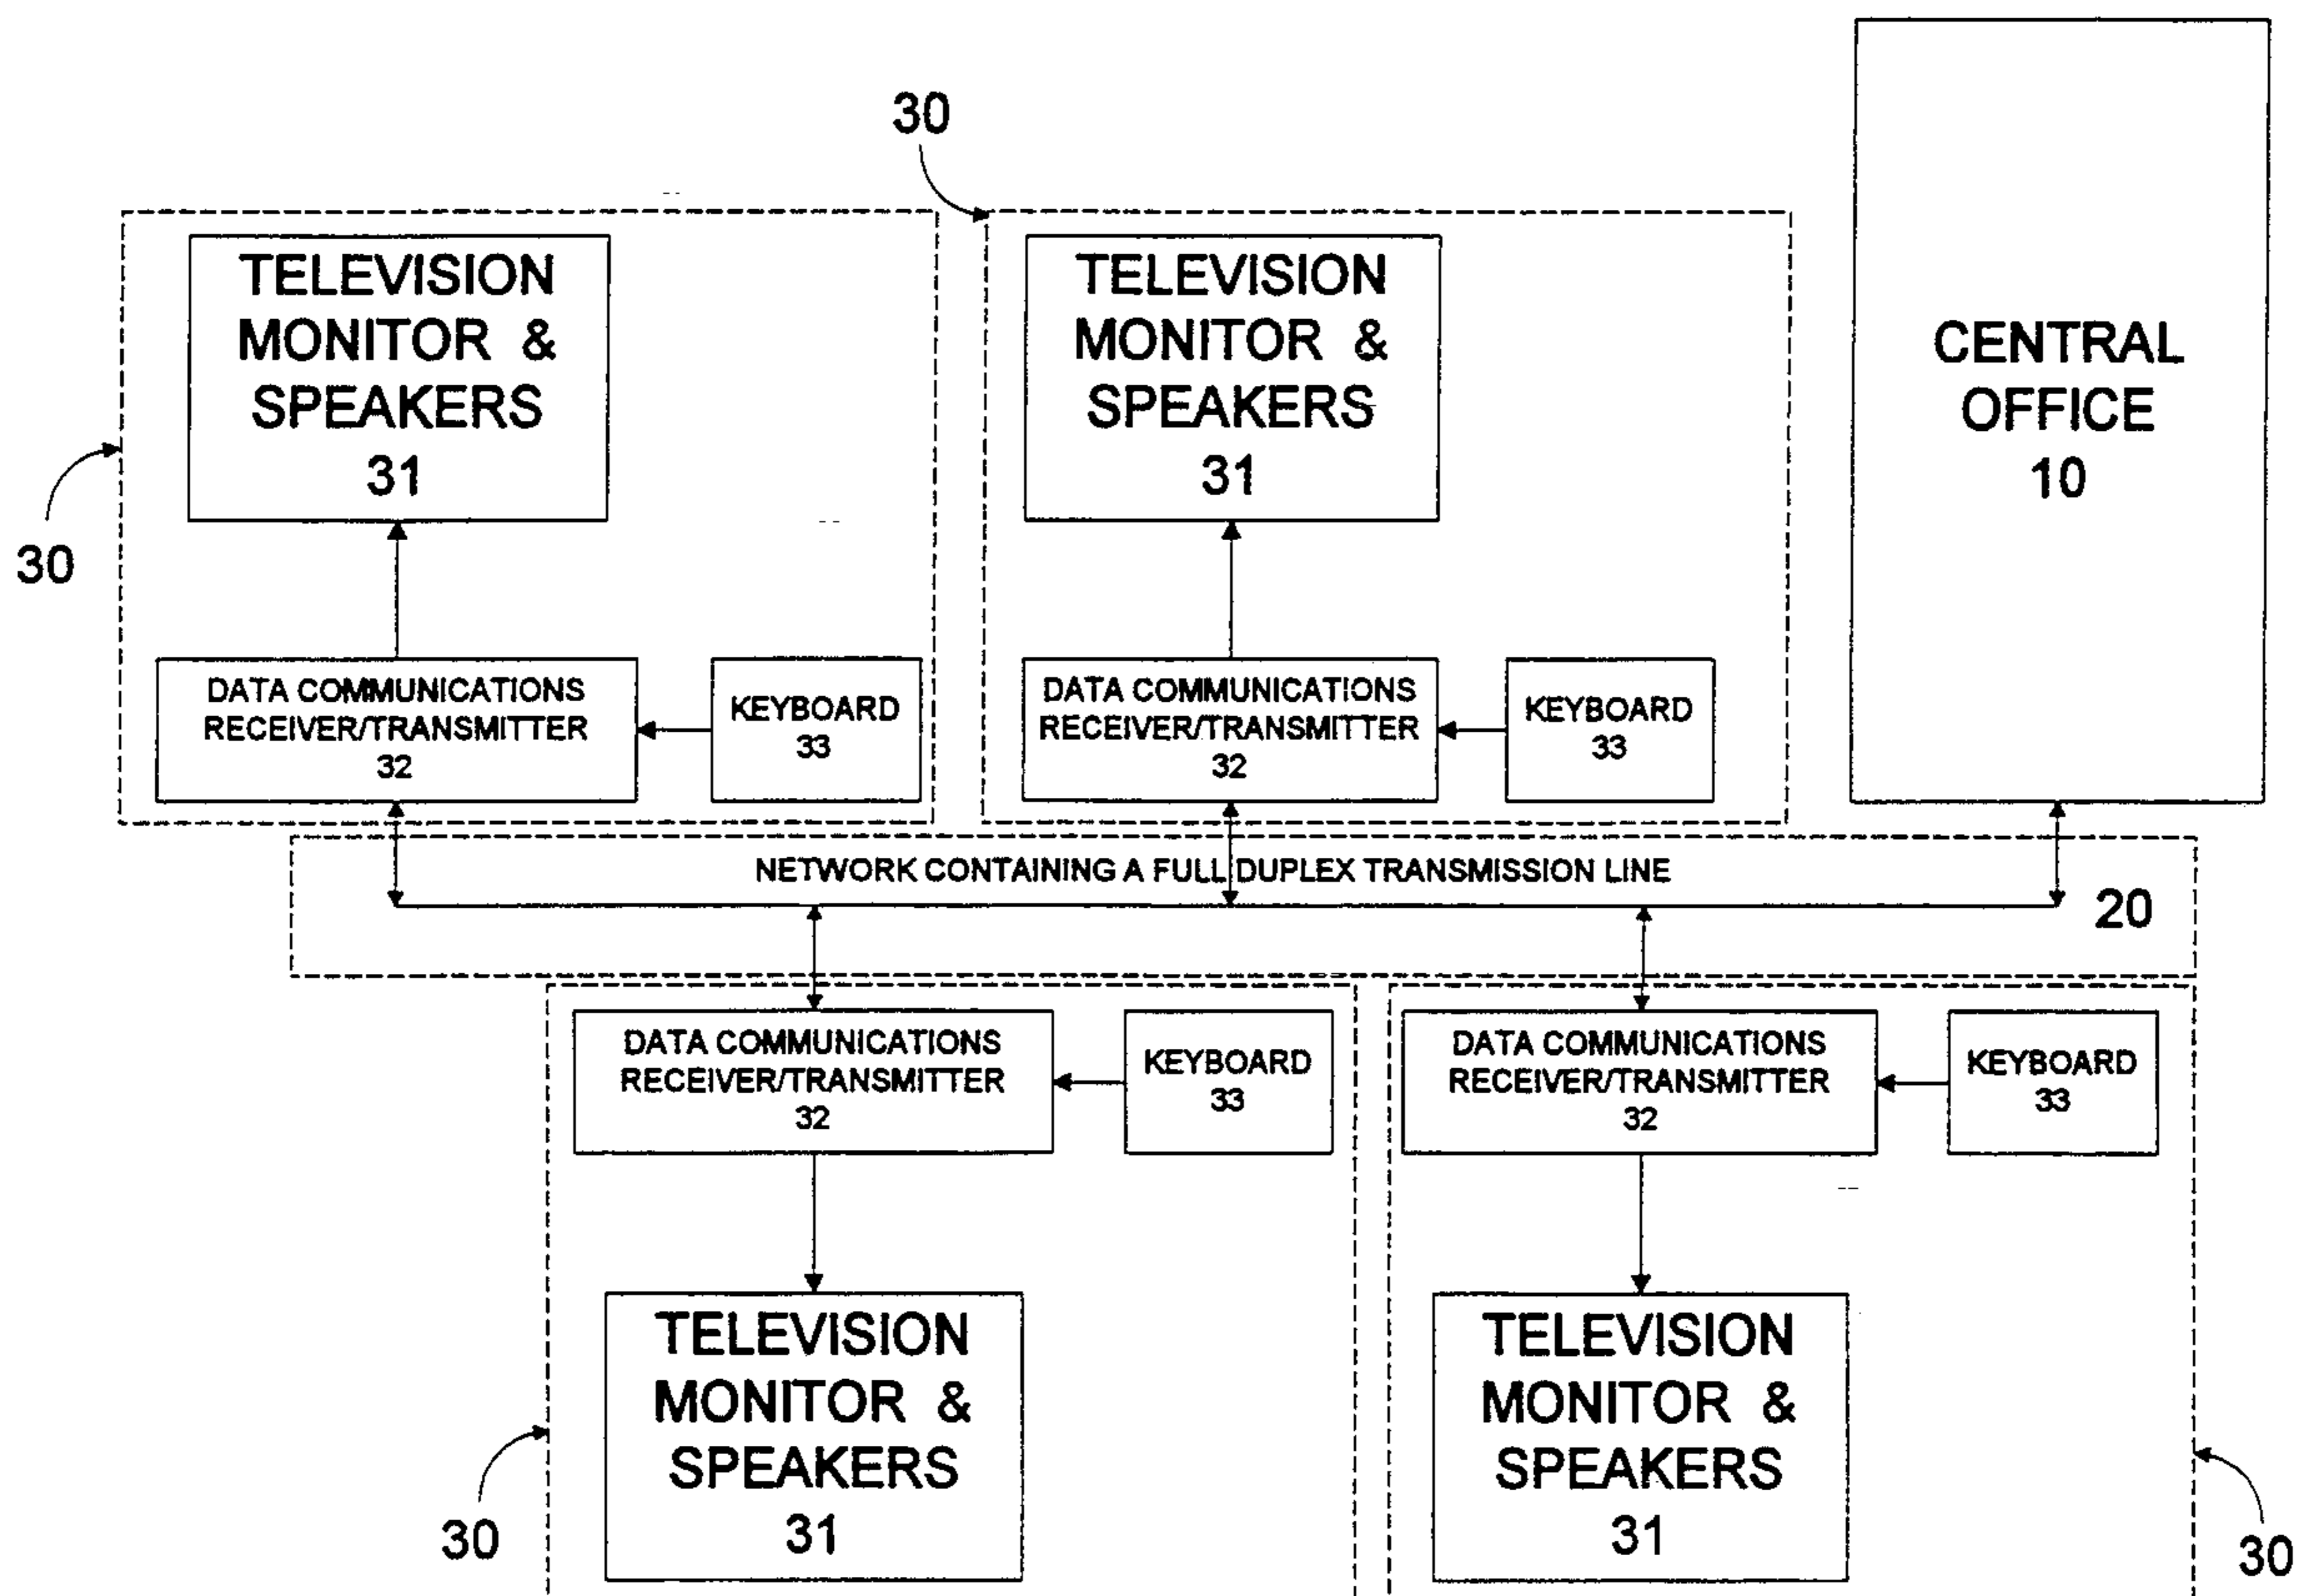 30
TELEVISION
MONITOR &
SPEAKERS
31
30
TELEVISION
MONITOR &
SPEAKERS
31
CENTRAL
OFFICE
10
30
DATA COMMUNICATIONS
RECEIVER/TRANSMITTER
32
KEYBOARD
33
DATA COMMUNICATIONS
RECEIVER/TRANSMITTER
32
KEYBOARD
33
NETWORK CONTAINING A FULL DUPLEX TRANSMISSION LINE
20
DATA COMMUNICATIONS
RECEIVER/TRANSMITTER
32
KEYBOARD
33
DATA COMMUNICATIONS
RECEIVER/TRANSMITTER
32
KEYBOARD
33
TELEVISION
MONITOR &
SPEAKERS
31
30
TELEVISION
MONITOR &
SPEAKERS
31
30